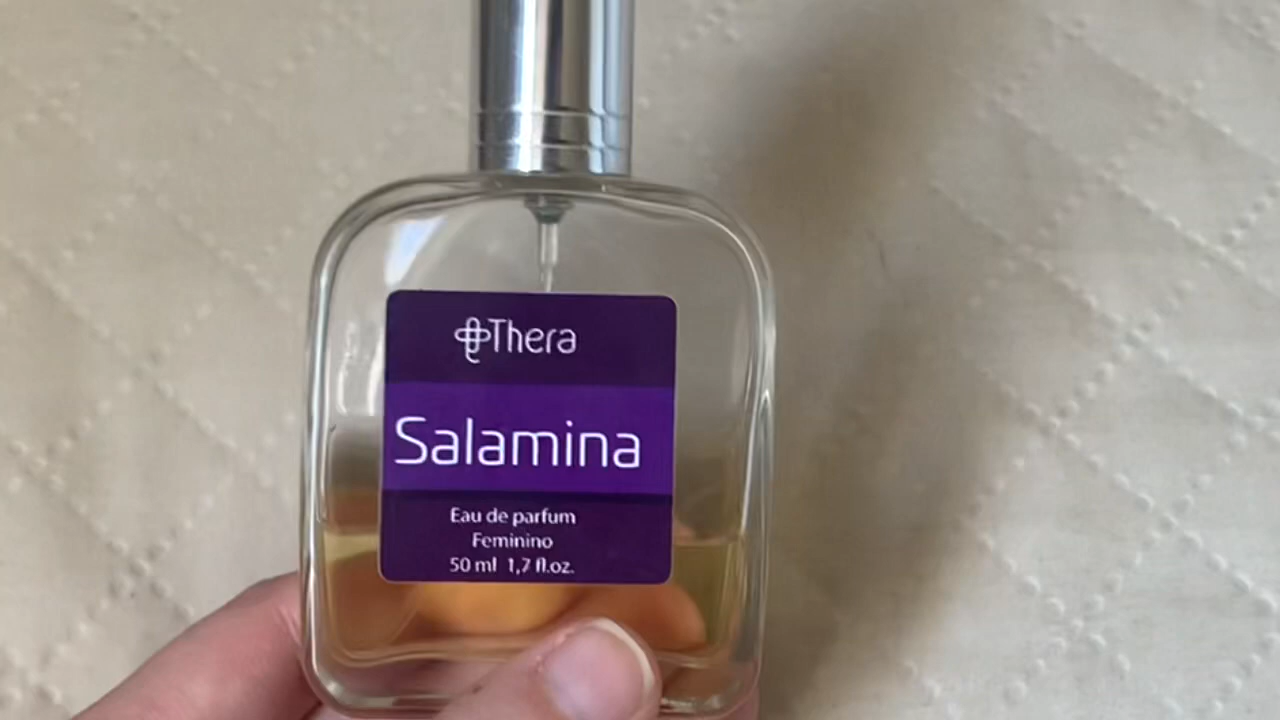 Thera
Salamina
Eau de parfum
Feminino
50 ml 1,7 fl.oz.